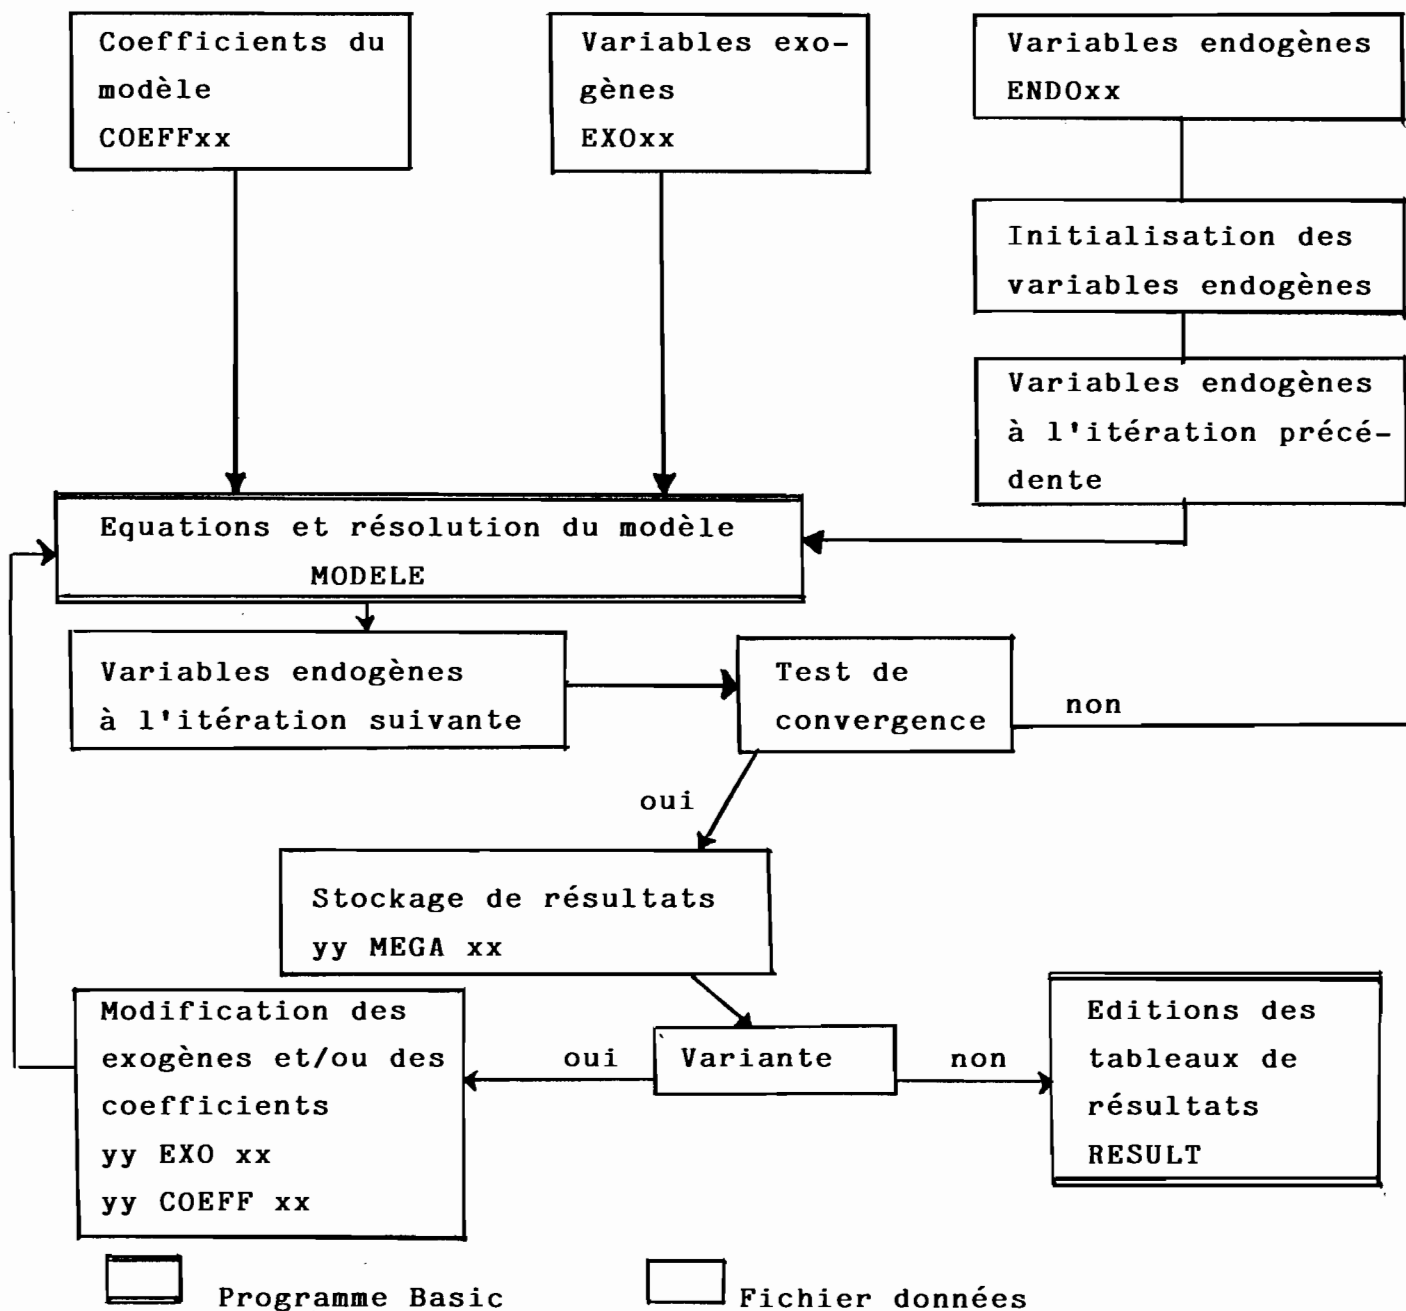 Coefficients du
modèle
COEFFxx
Variables exo-
gènes
EXOxx
Variables endogènes
ENDOxx
Initialisation des
variables endogènes
Variables endogènes
à l'itération précé-
dente
Equations et résolution du modèle
MODELE
Variables endogènes
à l'itération suivante
Test de
convergence
non
oui
Stockage de résultats
yy MEGA xx
Modification des
exogènes et/ou des
coefficients
yy EXO xx
yy COEFF xx
oui
Variante
non
Editions des
tableaux de
résultats
RESULT
Programme Basic
Fichier données